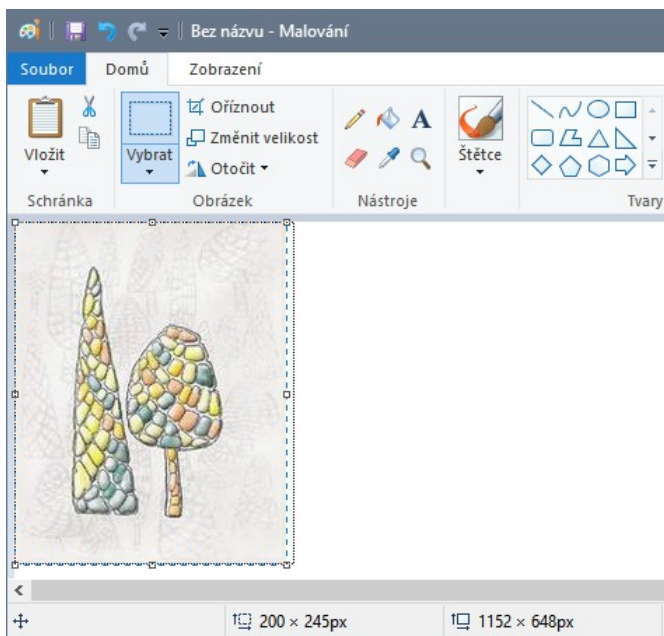 Bez názvu - Malování
Soubor Domů Zobrazení
Vložit
Schránka
Vybrat
Oříznout
Změnit velikost
Otočit
Obrázek
A
Nástroje
Štětce
Tvary
200 × 245px
1152 × 648px